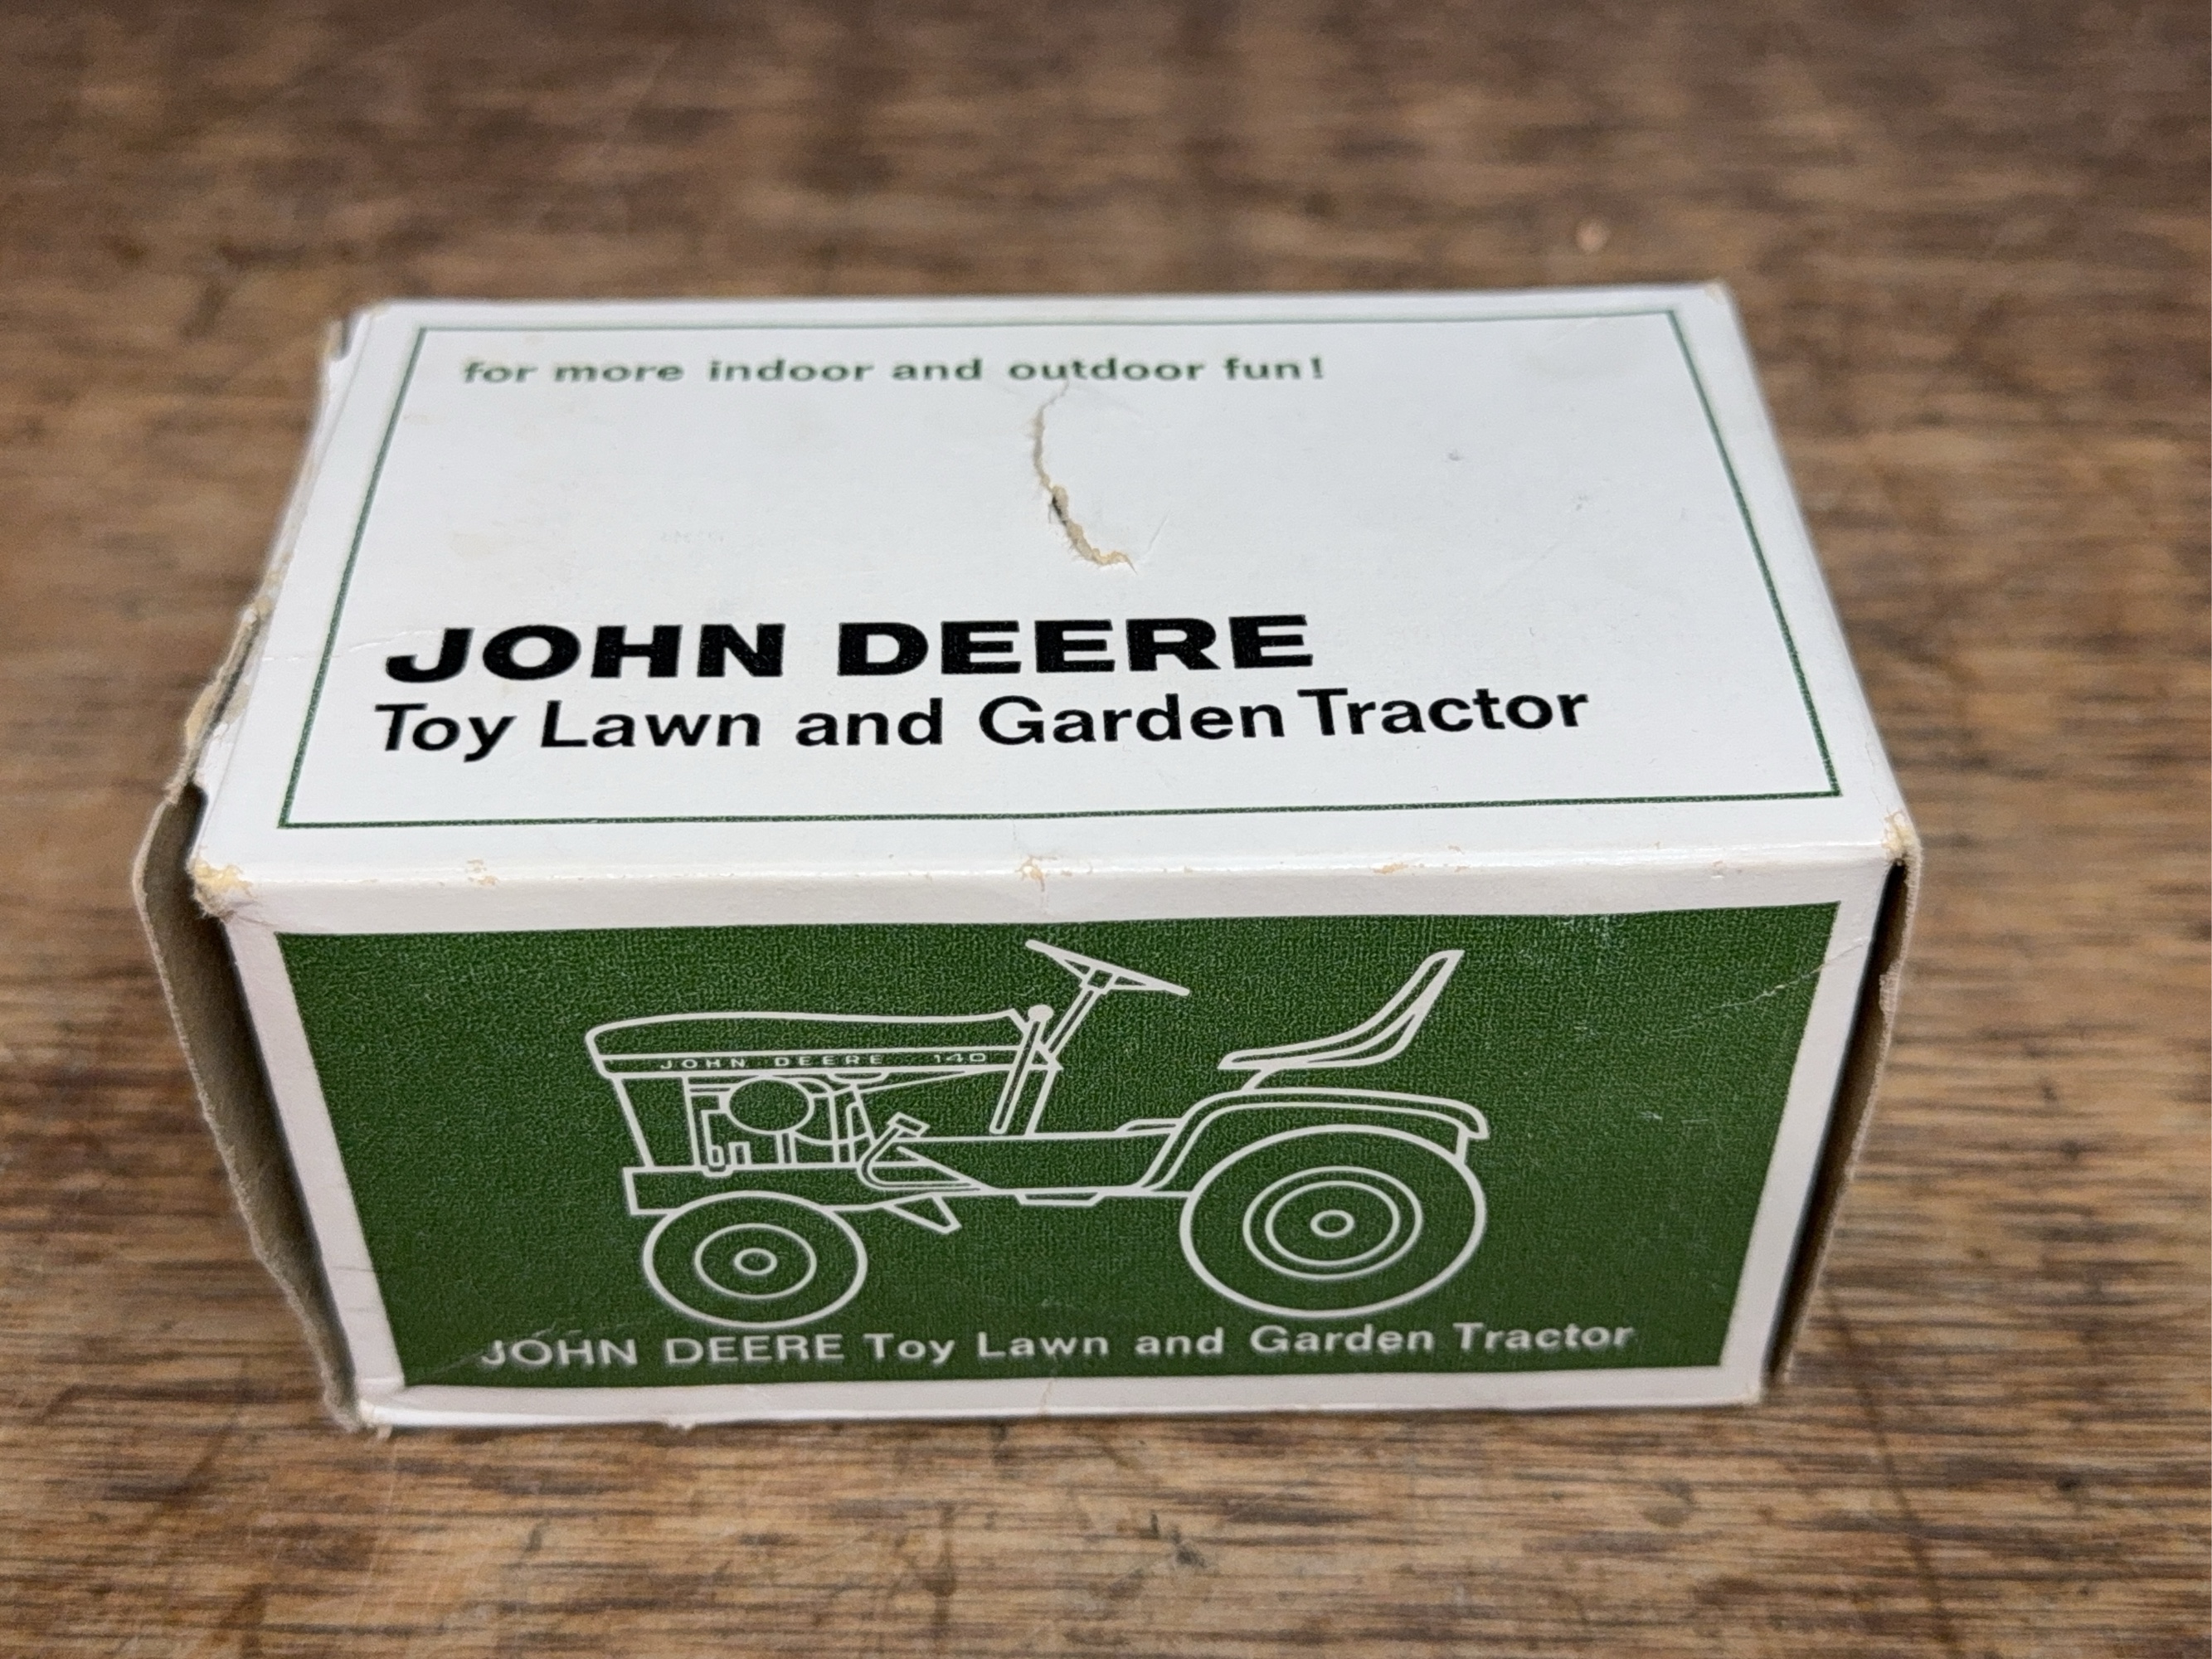 for more indoor and outdoor fun!
JOHN DEERE
Toy Lawn and Garden Tractor
JOHN DEERE 140
JOHN DEERE Toy Lawn and Garden Tractor